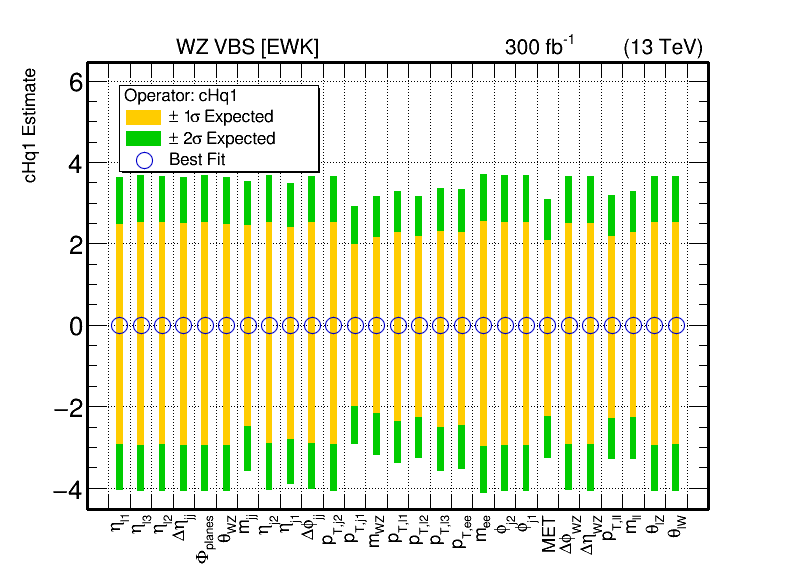 WZ VBS [EWK] 300 fb⁻¹ (13 TeV)
cHq1 Estimate
Operator: cHq1
± 1σ Expected
± 2σ Expected
Best Fit
6
4
2
0
−2
−4
η_l1 η_l3 η_l2 Δη_jj Φ_planes θ_WZ m_jj η_j2 η_j1 Δϕ_jj p_T,j2 p_T,j1 m_WZ p_T,l1 p_T,l2 p_T,l3 p_T,ee m_ee ϕ_j2 ϕ_j1 MET Δϕ_WZ Δη_WZ p_T,ll m_ll θ_lZ θ_lW